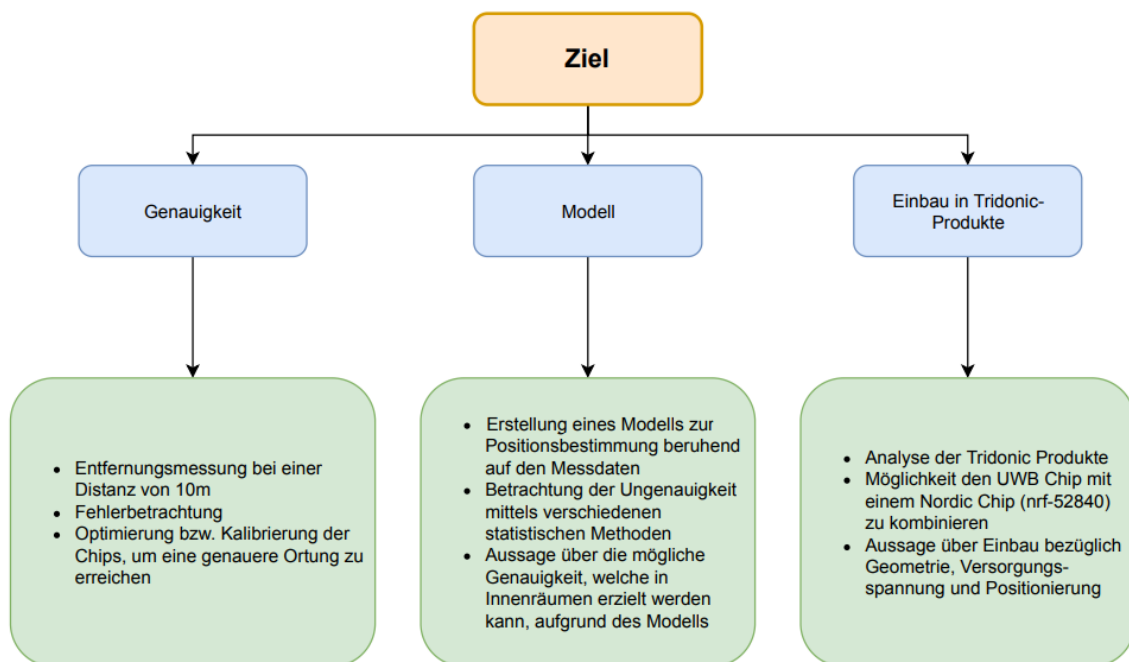 Ziel
Genauigkeit
Modell
Einbau in Tridonic-
Produkte
• Entfernungsmessung bei einer
Distanz von 10m
• Fehlerbetrachtung
• Optimierung bzw. Kalibrierung der
Chips, um eine genauere Ortung zu
erreichen
• Erstellung eines Modells zur
Positionsbestimmung beruhend
auf den Messdaten
• Betrachtung der Ungenauigkeit
mittels verschiedenen
statistischen Methoden
• Aussage über die mögliche
Genauigkeit, welche in
Innenräumen erzielt werden
kann, aufgrund des Modells
• Analyse der Tridonic Produkte
• Möglichkeit den UWB Chip mit
einem Nordic Chip (nrf-52840)
zu kombinieren
• Aussage über Einbau bezüglich
Geometrie, Versorgungs-
spannung und Positionierung